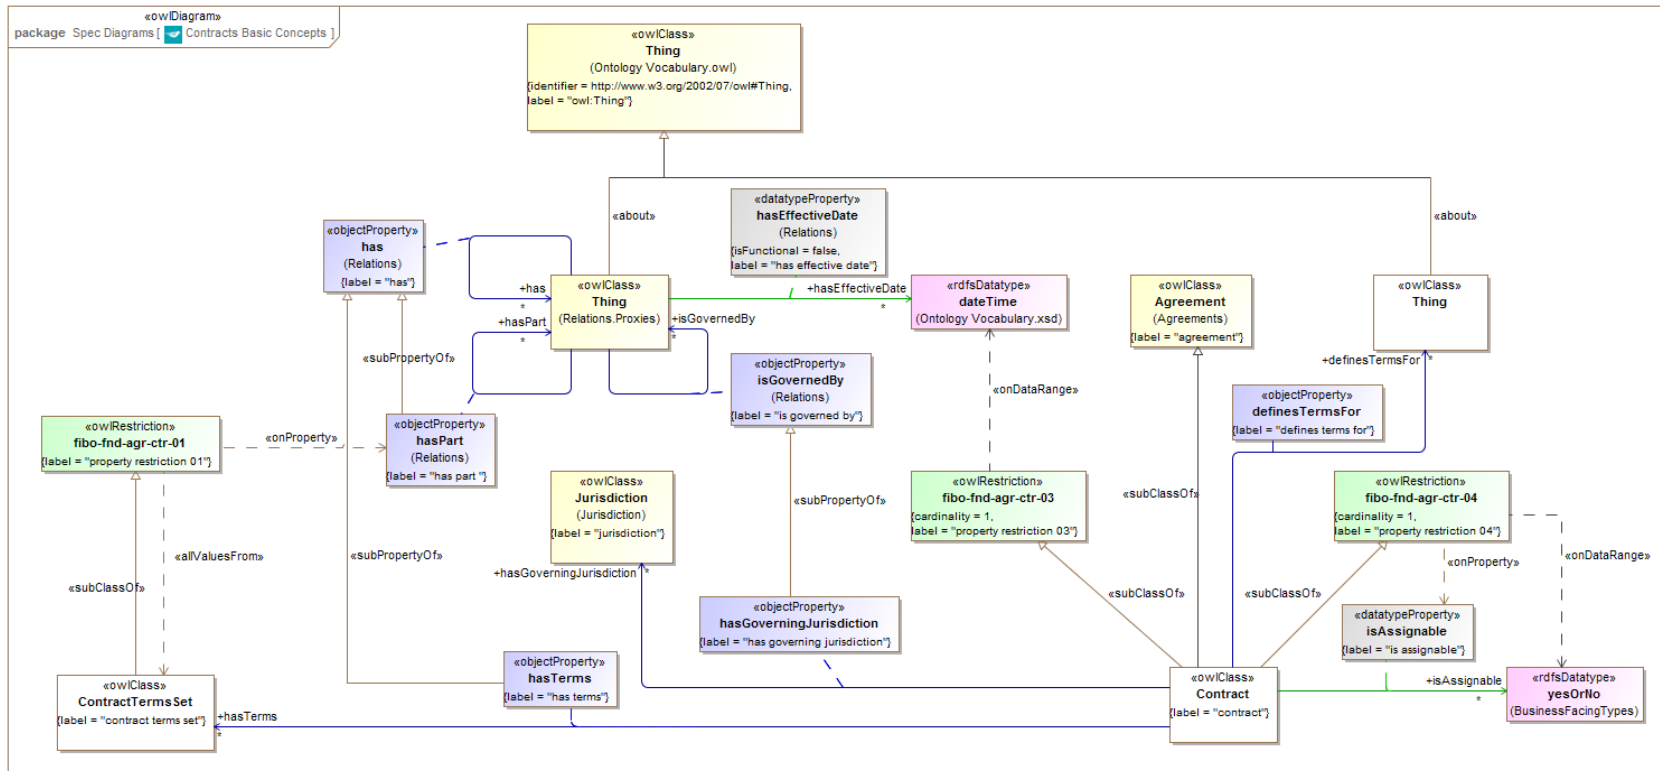 «owlDiagram»
package Spec Diagrams [ Contracts Basic Concepts ]
«owlClass»
Thing
(Ontology Vocabulary.owl)
{identifier = http://www.w3.org/2002/07/owl#Thing,
label = "owl:Thing"}
«about»
«about»
«datatypeProperty»
hasEffectiveDate
(Relations)
{isFunctional = false,
label = "has effective date"}
«objectProperty»
has
(Relations)
{label = "has"}
+has
*
«owlClass»
Thing
(Relations.Proxies)
+hasEffectiveDate
*
«rdfsDatatype»
dateTime
(Ontology Vocabulary.xsd)
«owlClass»
Agreement
(Agreements)
{label = "agreement"}
«owlClass»
Thing
+hasPart
*
+isGovernedBy
*
+definesTermsFor
*
«subPropertyOf»
«objectProperty»
isGovernedBy
(Relations)
{label = "is governed by"}
«onDataRange»
«objectProperty»
definesTermsFor
{label = "defines terms for"}
«owlRestriction»
fibo-fnd-agr-ctr-01
{label = "property restriction 01"}
«onProperty»
«objectProperty»
hasPart
(Relations)
{label = "has part "}
«owlClass»
Jurisdiction
(Jurisdiction)
{label = "jurisdiction"}
«subPropertyOf»
«owlRestriction»
fibo-fnd-agr-ctr-03
{cardinality = 1,
label = "property restriction 03"}
«subClassOf»
«owlRestriction»
fibo-fnd-agr-ctr-04
{cardinality = 1,
label = "property restriction 04"}
«allValuesFrom»
«subPropertyOf»
«onDataRange»
«onProperty»
+hasGoverningJurisdiction
*
«subClassOf»
«subClassOf»
«subClassOf»
«objectProperty»
hasGoverningJurisdiction
{label = "has governing jurisdiction"}
«datatypeProperty»
isAssignable
{label = "is assignable"}
«objectProperty»
hasTerms
{label = "has terms"}
«owlClass»
ContractTermsSet
{label = "contract terms set"}
+hasTerms
*
«owlClass»
Contract
{label = "contract"}
+isAssignable
*
«rdfsDatatype»
yesOrNo
(BusinessFacingTypes)